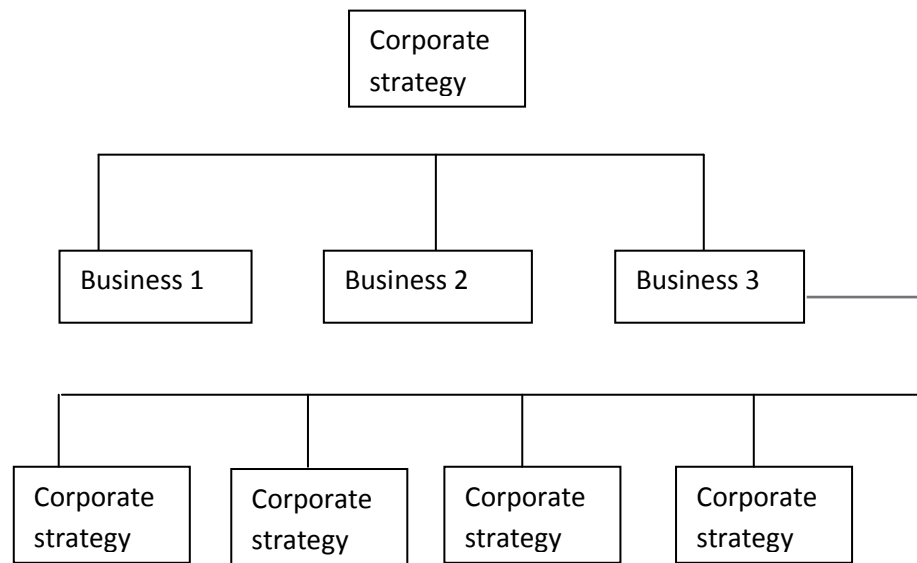 Corporate
strategy
Business 1
Business 2
Business 3
Corporate
strategy
Corporate
strategy
Corporate
strategy
Corporate
strategy